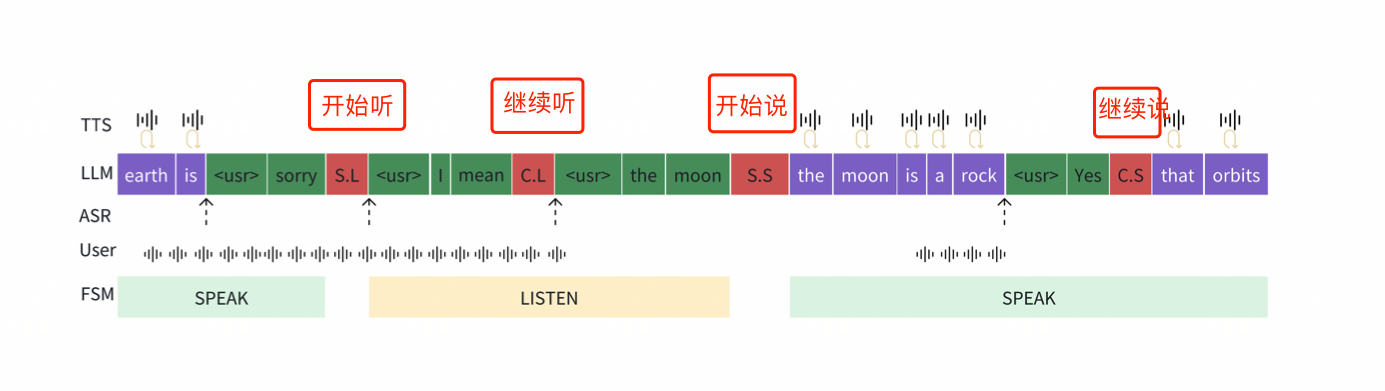 开始听 继续听 开始说 继续说
TTS
LLM earth is <usr> sorry S.L <usr> I mean C.L <usr> the moon S.S the moon is a rock <usr> Yes C.S that orbits
ASR
User
FSM SPEAK LISTEN SPEAK